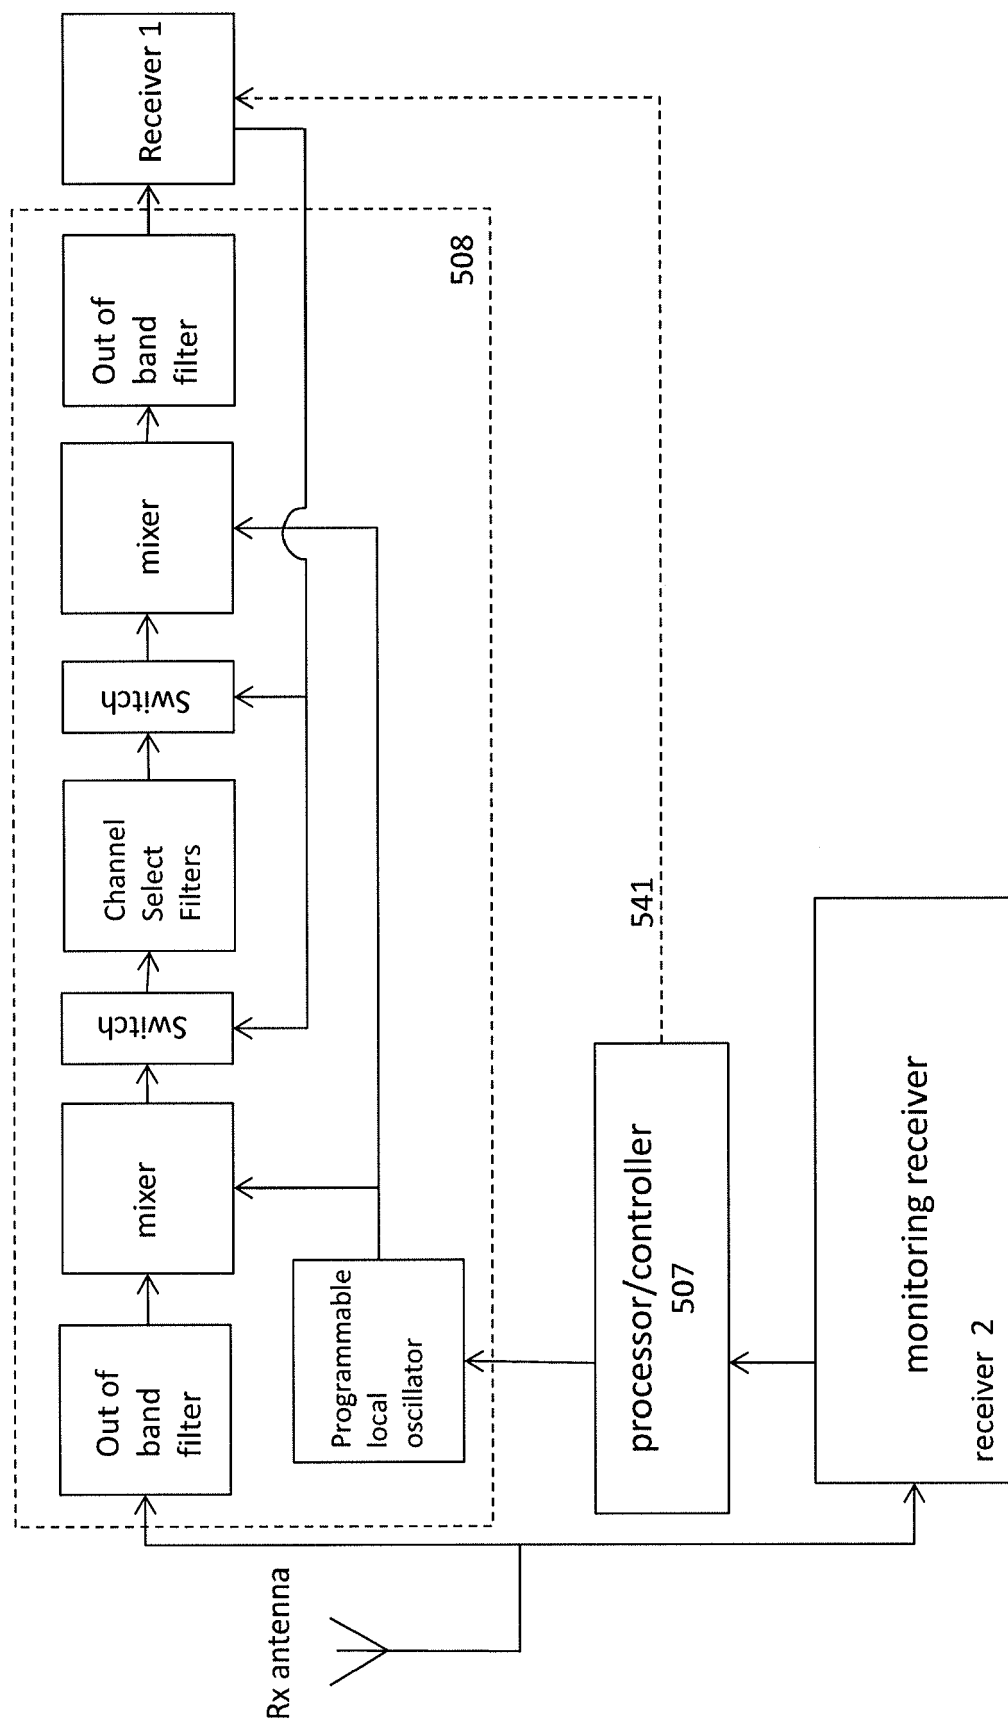 Rx antenna
Out of
band
filter
mixer
Switch
Channel
Select
Filters
Switch
mixer
Out of
band
filter
Receiver 1
508
Programmable
local
oscillator
processor/controller
507
541
monitoring receiver
receiver 2